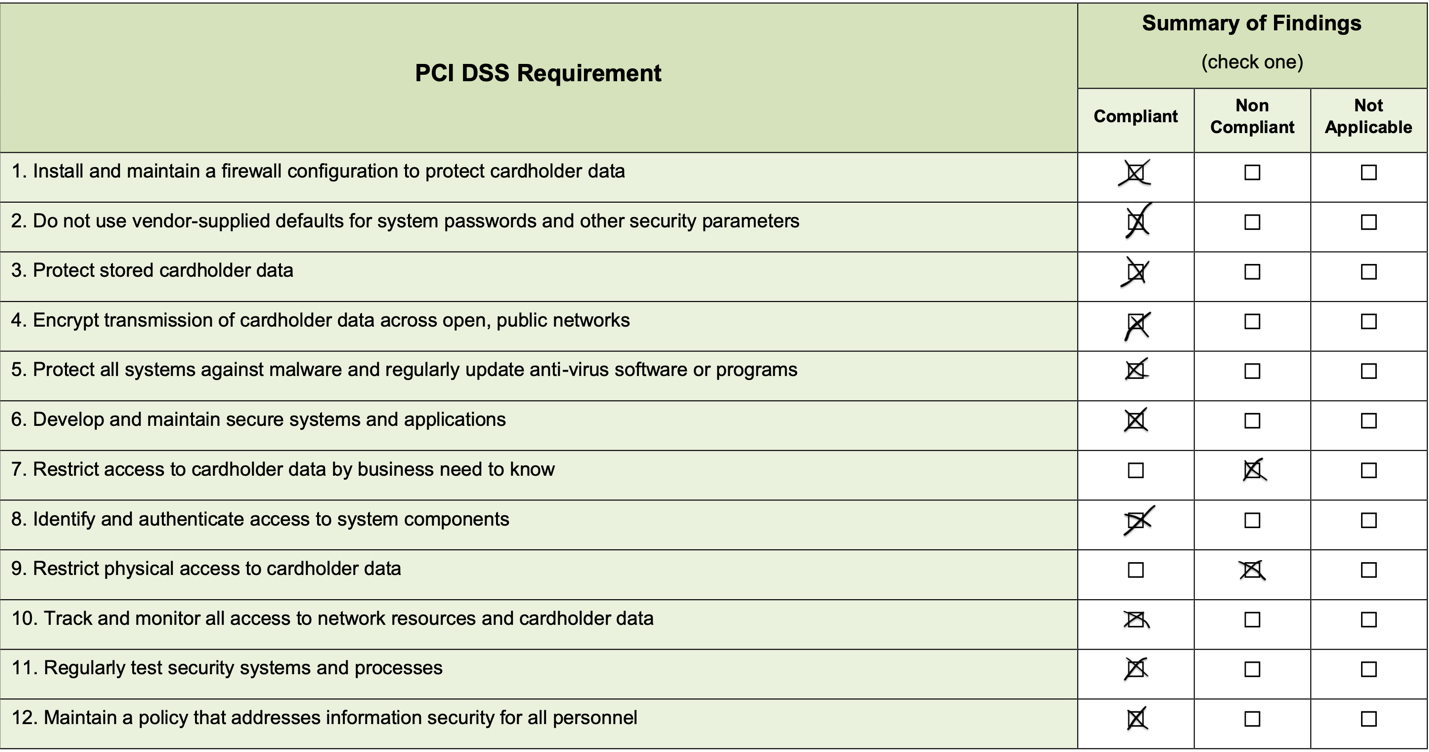 PCI DSS Requirement
Summary of Findings
(check one)
Compliant
Non
Compliant
Not
Applicable
1. Install and maintain a firewall configuration to protect cardholder data
2. Do not use vendor-supplied defaults for system passwords and other security parameters
3. Protect stored cardholder data
4. Encrypt transmission of cardholder data across open, public networks
5. Protect all systems against malware and regularly update anti-virus software or programs
6. Develop and maintain secure systems and applications
7. Restrict access to cardholder data by business need to know
8. Identify and authenticate access to system components
9. Restrict physical access to cardholder data
10. Track and monitor all access to network resources and cardholder data
11. Regularly test security systems and processes
12. Maintain a policy that addresses information security for all personnel